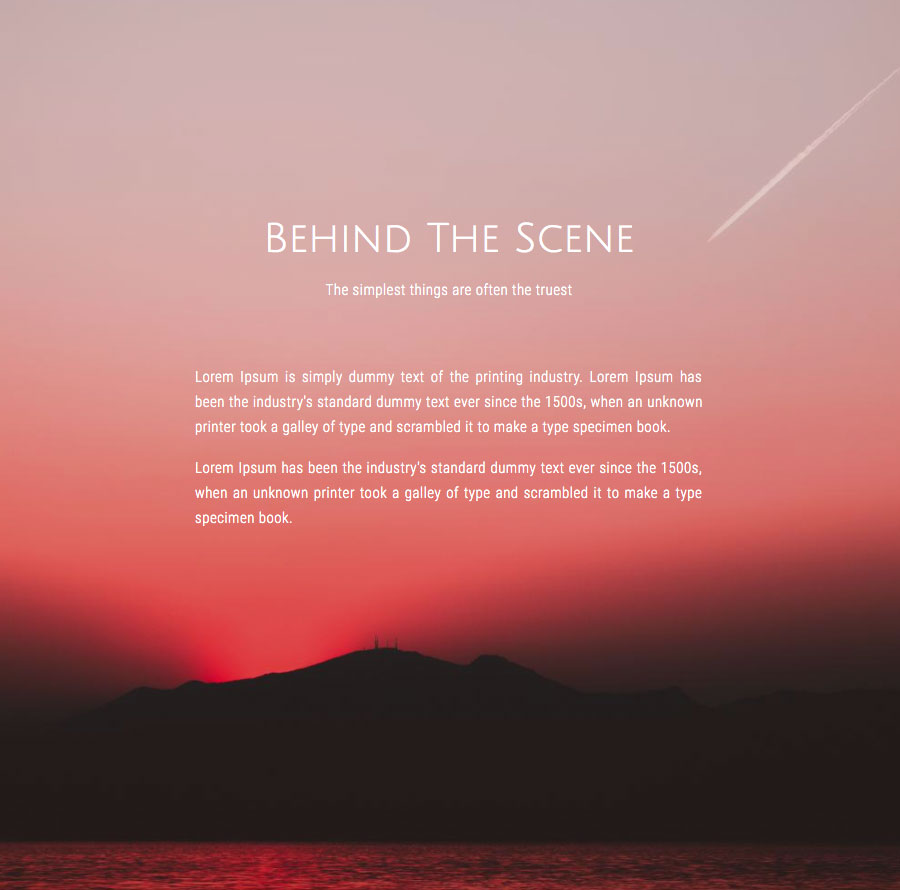 Behind The Scene
The simplest things are often the truest
Lorem Ipsum is simply dummy text of the printing industry. Lorem Ipsum has
been the industry's standard dummy text ever since the 1500s, when an unknown
printer took a galley of type and scrambled it to make a type specimen book.
Lorem Ipsum has been the industry's standard dummy text ever since the 1500s,
when an unknown printer took a galley of type and scrambled it to make a type
specimen book.